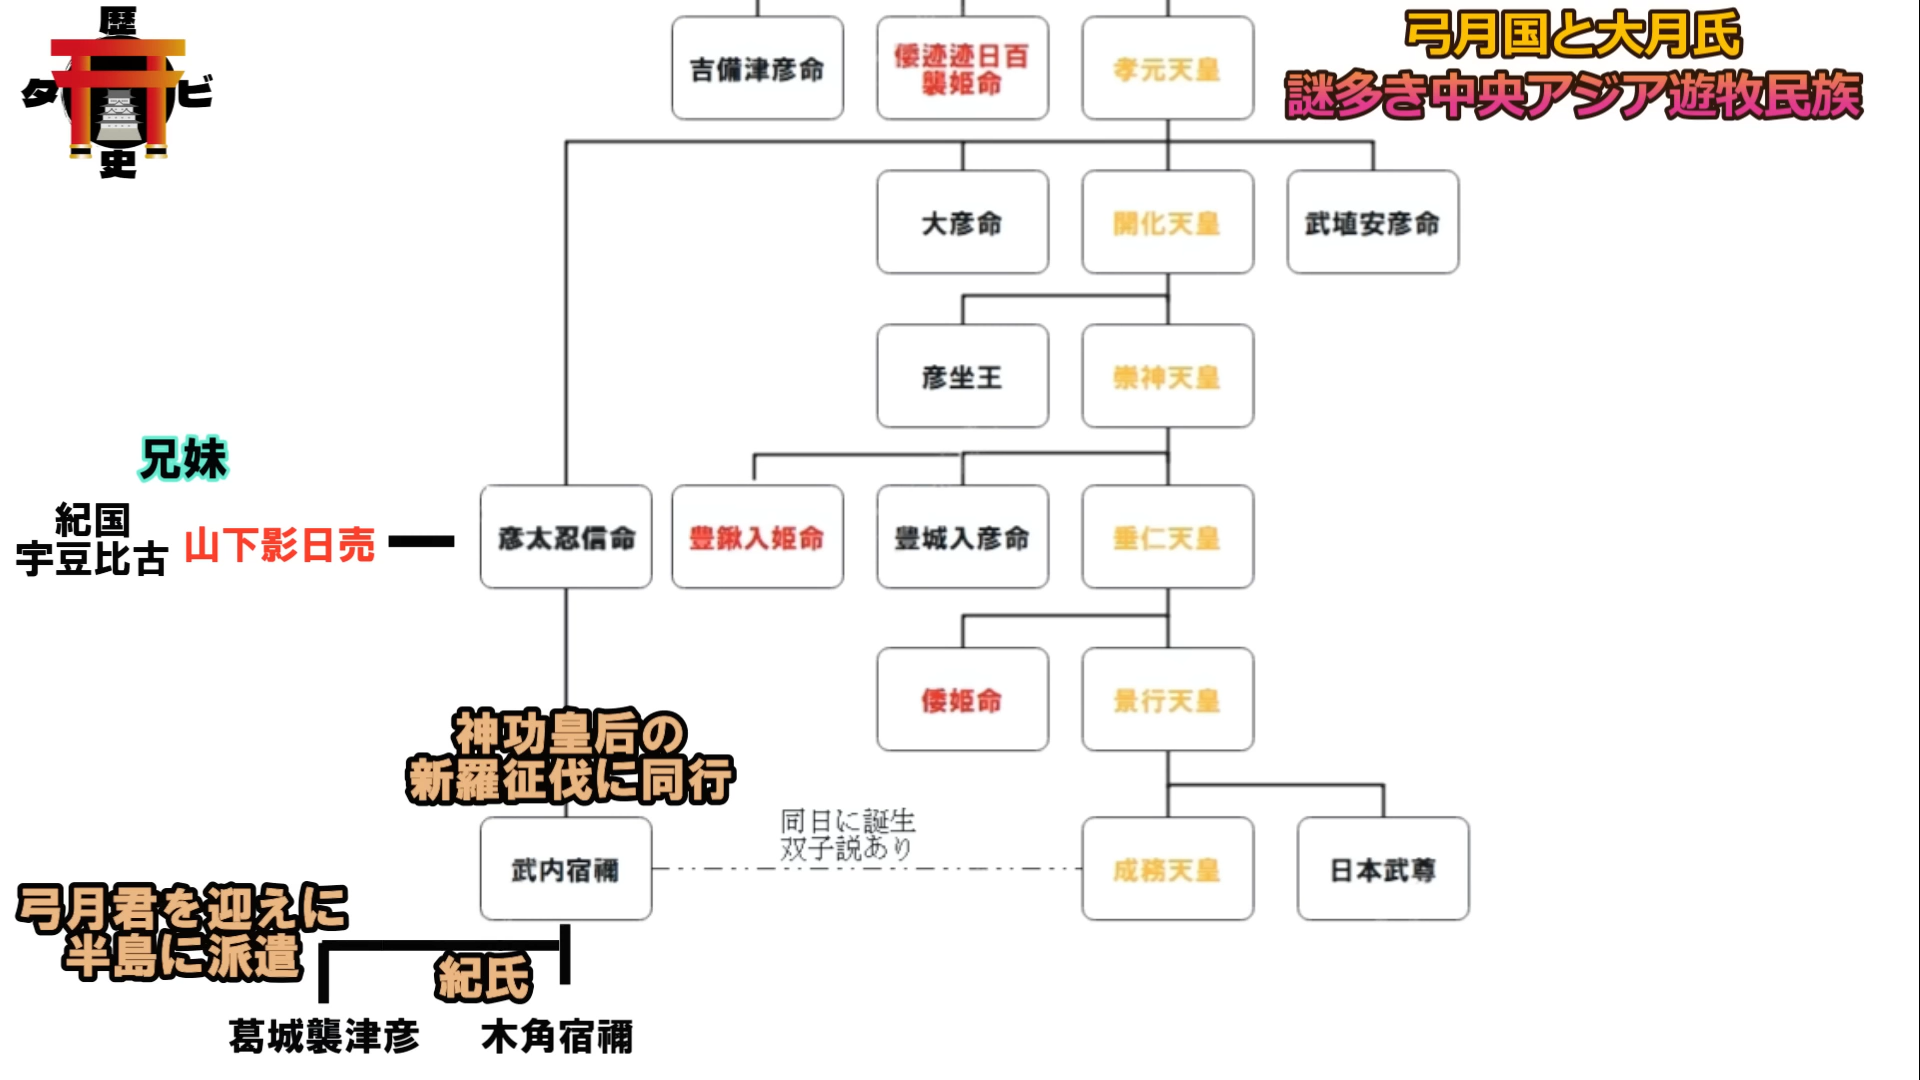 歴
タビ
史
弓月国と大月氏
謎多き中央アジア遊牧民族
吉備津彦命
倭迹迹日百
襲姫命
孝元天皇
大彦命
開化天皇
武埴安彦命
彦坐王
崇神天皇
兄妹
紀国
宇豆比古
山下影日売
彦太忍信命
豊鍬入姫命
豊城入彦命
垂仁天皇
倭姫命
景行天皇
神功皇后の
新羅征伐に同行
同日に誕生
双子説あり
武内宿禰
成務天皇
日本武尊
弓月君を迎えに
半島に派遣
紀氏
葛城襲津彦
木角宿禰